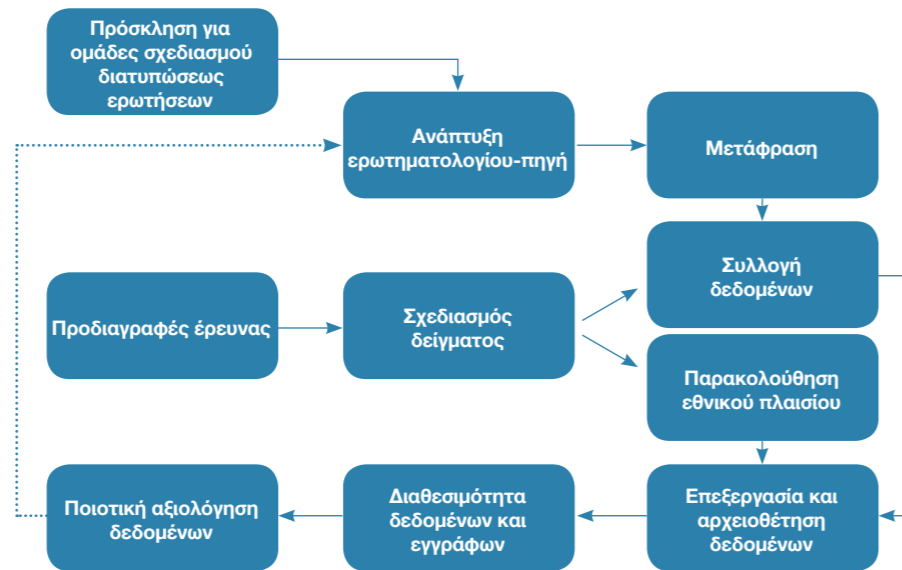 Πρόσκληση για
ομάδες σχεδιασμού
διατυπώσεως
ερωτήσεων
Ανάπτυξη
ερωτηματολογίου-πηγή
Μετάφραση
Συλλογή
δεδομένων
Προδιαγραφές έρευνας
Σχεδιασμός
δείγματος
Παρακολούθηση
εθνικού πλαισίου
Ποιοτική αξιολόγηση
δεδομένων
Διαθεσιμότητα
δεδομένων και
εγγράφων
Επεξεργασία και
αρχειοθέτηση
δεδομένων